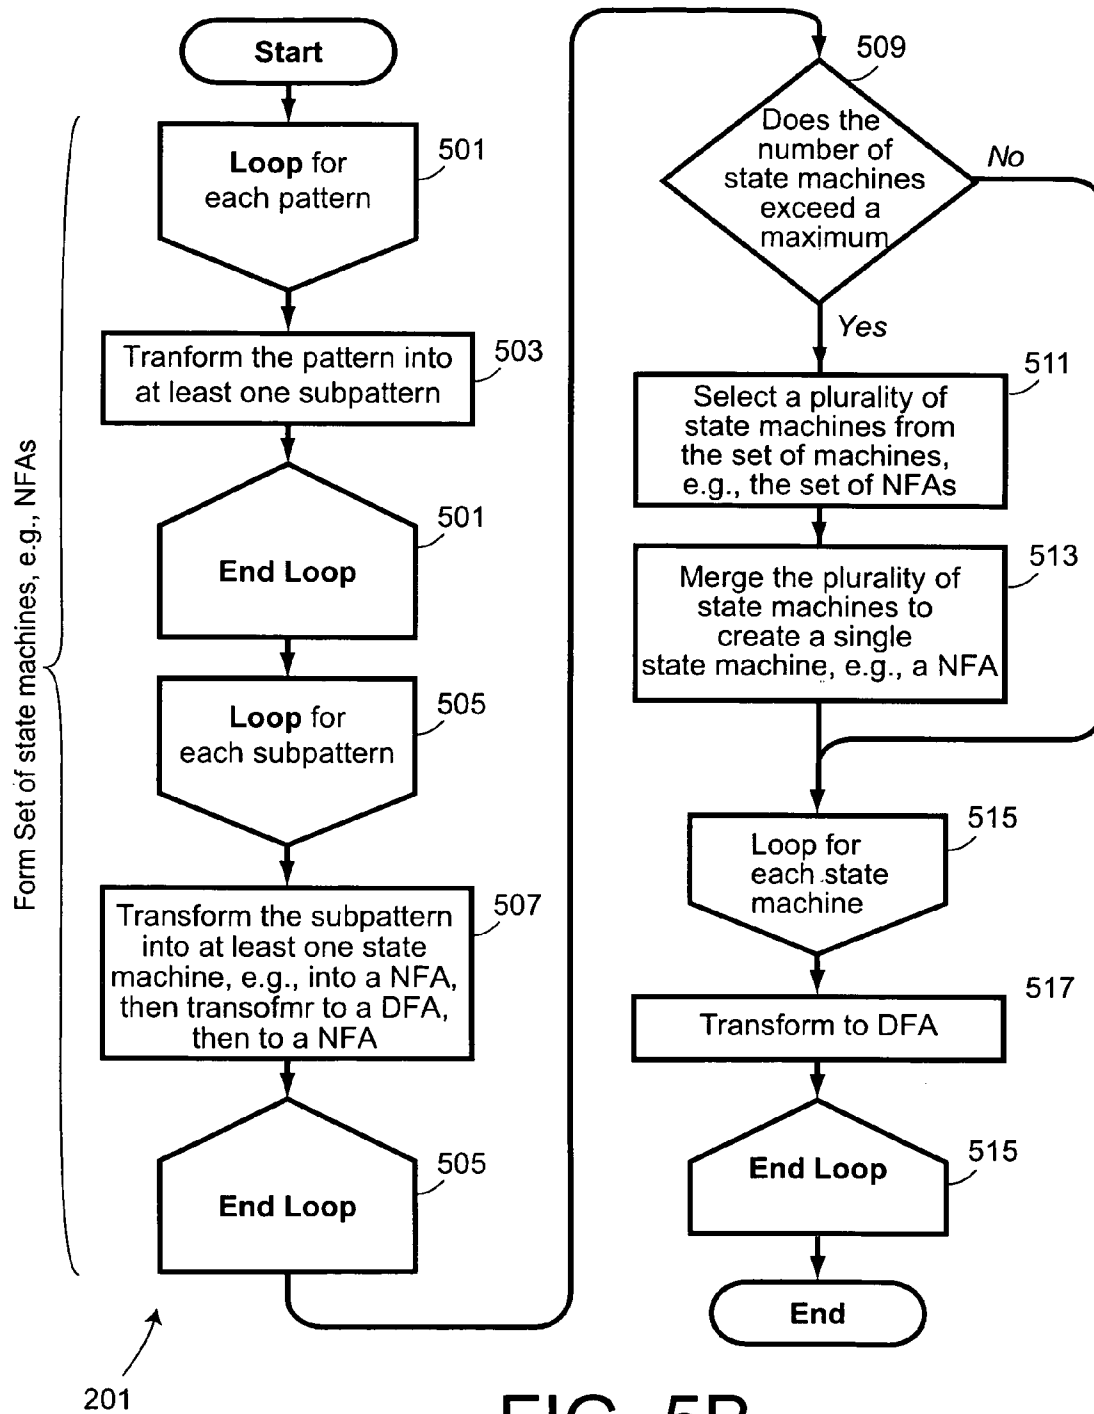 Start
Loop for
each pattern
501
Tranform the pattern into
at least one subpattern
503
End Loop
501
Loop for
each subpattern
505
Transform the subpattern
into at least one state
machine, e.g., into a NFA,
then transofmr to a DFA,
then to a NFA
507
End Loop
505
Form Set of state machines, e.g., NFAs
201
Does the
number of
state machines
exceed a
maximum
509
No
Yes
Select a plurality of
state machines from
the set of machines,
e.g., the set of NFAs
511
Merge the plurality of
state machines to
create a single
state machine, e.g., a NFA
513
Loop for
each state
machine
515
Transform to DFA
517
End Loop
515
End
FIG. 5B